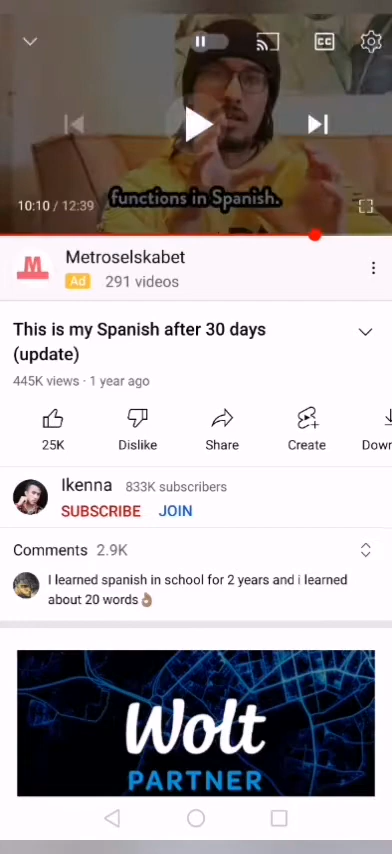 CC
functions in Spanish.
10:10 / 12:39
M
Metroselskabet
Ad 291 videos
This is my Spanish after 30 days
(update)
445K views · 1 year ago
25K Dislike Share Create Down
Ikenna 833K subscribers
SUBSCRIBE JOIN
Comments 2.9K
I learned spanish in school for 2 years and i learned
about 20 words👌🏽
Wolt
PARTNER